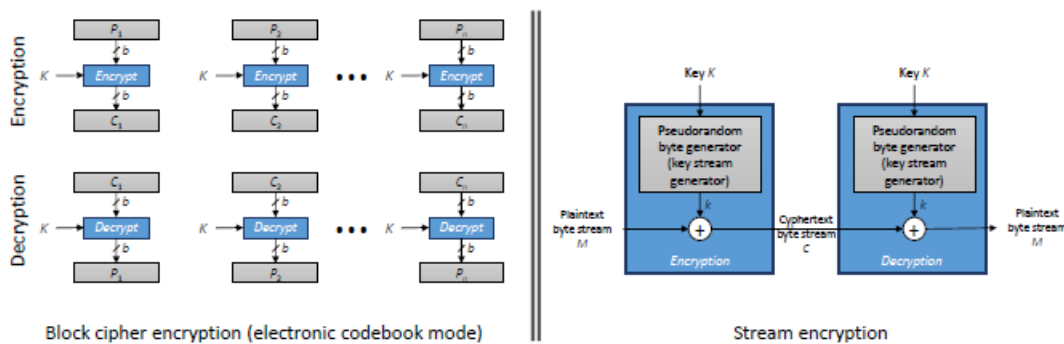 Encryption
P1 P2 Pn
b b b
K Encrypt K Encrypt ••• K Encrypt
b b b
C1 C2 Cn
Decryption
C1 C2 Cn
b b b
K Decrypt K Decrypt ••• K Decrypt
b b b
P1 P2 Pn
Block cipher encryption (electronic codebook mode)
Key K
Pseudorandom
byte generator
(key stream
generator)
k
Plaintext
byte stream
M
+
Encryption
Cyphertext
byte stream
C
Key K
Pseudorandom
byte generator
(key stream
generator)
k
+
Decryption
Plaintext
byte stream
M
Stream encryption